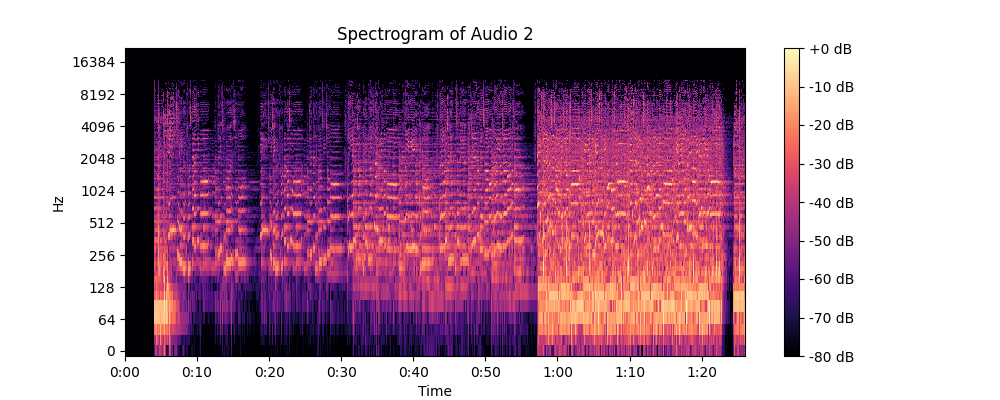 Spectrogram of Audio 2
Hz
16384
8192
4096
2048
1024
512
256
128
64
0
0:00 0:10 0:20 0:30 0:40 0:50 1:00 1:10 1:20
Time
+0 dB
-10 dB
-20 dB
-30 dB
-40 dB
-50 dB
-60 dB
-70 dB
-80 dB